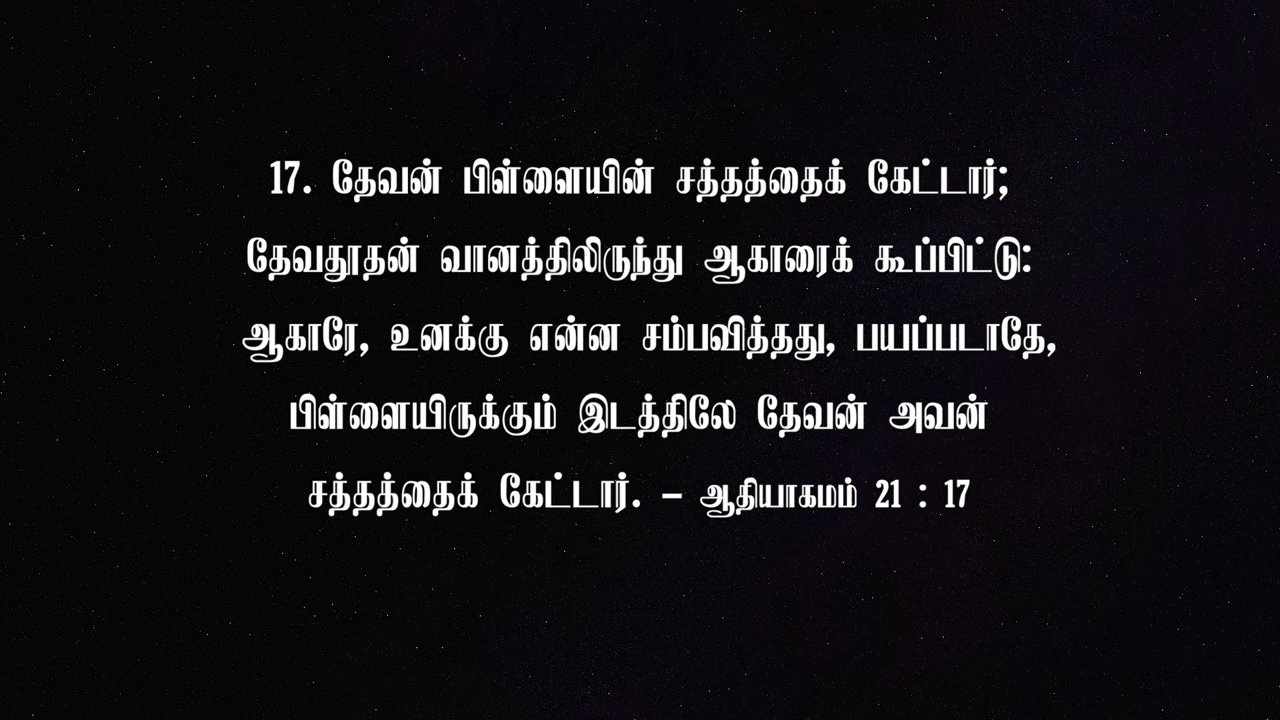 17. தேவன் பிள்ளையின் சத்தத்தைக் கேட்டார்;
தேவதூதன் வானத்திலிருந்து ஆகாரைக் கூப்பிட்டு:
ஆகாரே, உனக்கு என்ன சம்பவித்தது, பயப்படாதே,
பிள்ளையிருக்கும் இடத்திலே தேவன் அவன்
சத்தத்தைக் கேட்டார். – ஆதியாகமம் 21 : 17